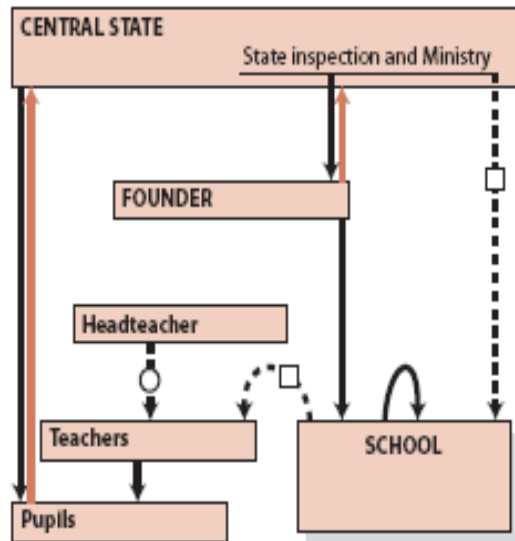 CENTRAL STATE
State inspection and Ministry
FOUNDER
Headteacher
Teachers
SCHOOL
Pupils